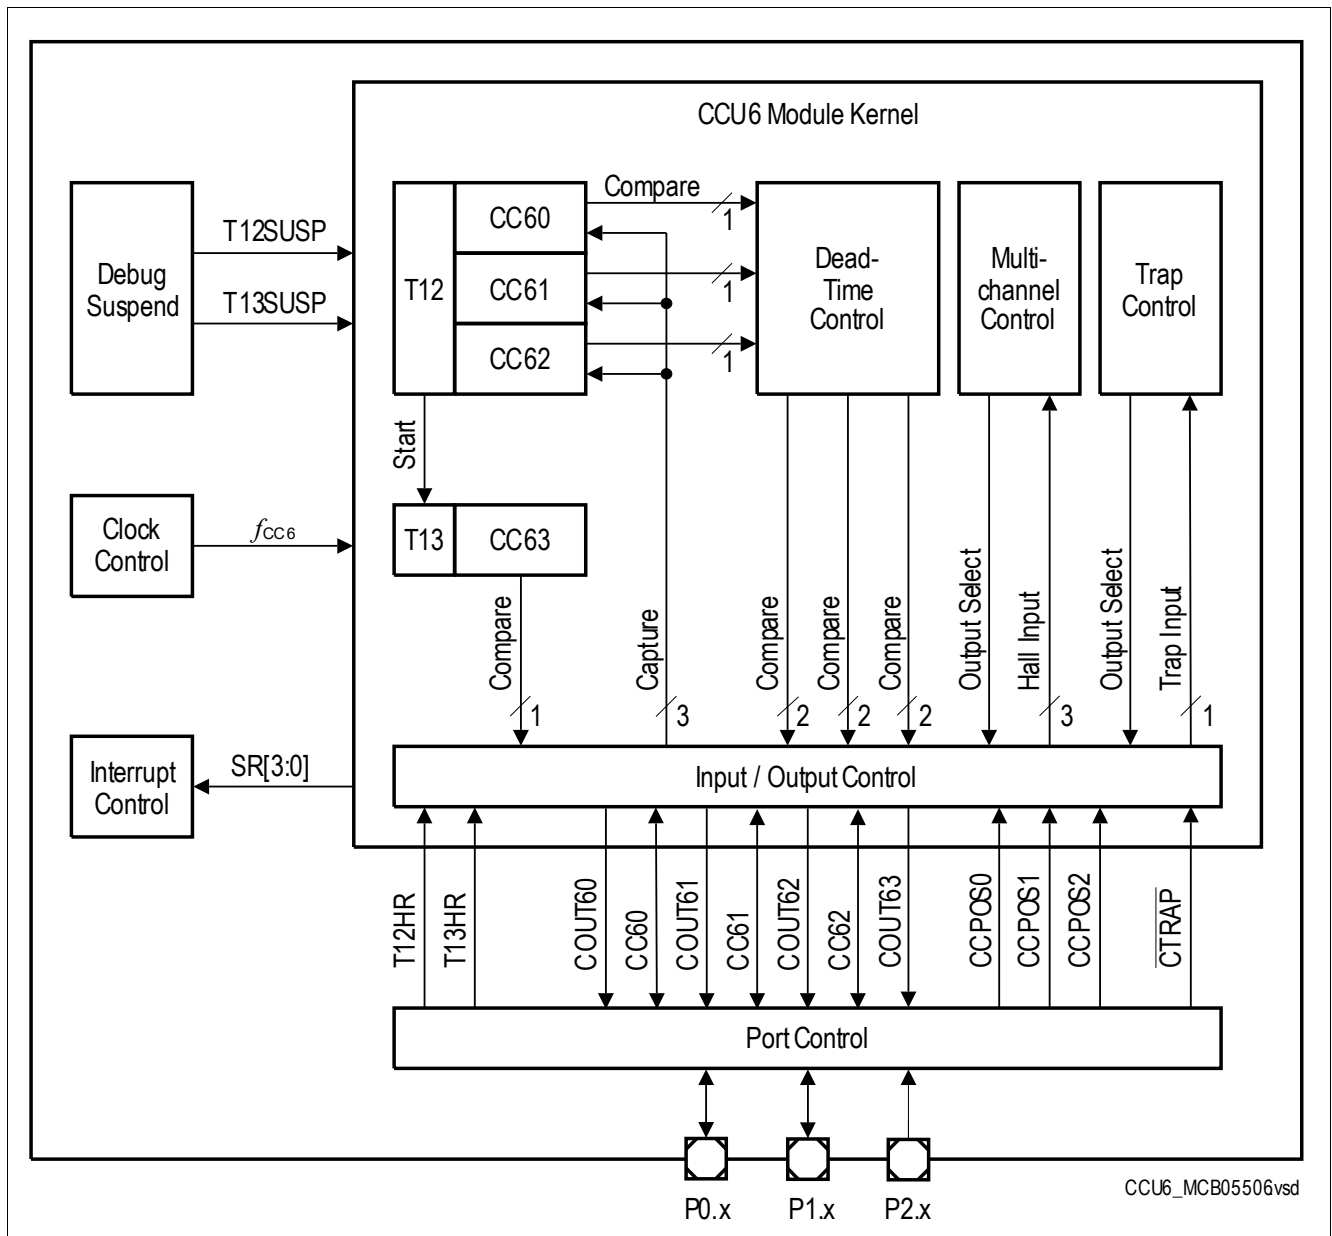 CCU6 Module Kernel
Debug
Suspend
T12SUSP
T13SUSP
T12
CC60
CC61
CC62
Compare
1
1
1
Dead-
Time
Control
Multi-
channel
Control
Trap
Control
Start
Clock
Control
fCC6
T13
CC63
Compare
1
Capture
3
Compare
2
Compare
2
Compare
2
Output Select
Hall Input
3
Output Select
Trap Input
1
Interrupt
Control
SR[3:0]
Input / Output Control
T12HR
T13HR
COUT60
CC60
COUT61
CC61
COUT62
CC62
COUT63
CCPOS0
CCPOS1
CCPOS2
CTRAP
Port Control
P0.x
P1.x
P2.x
CCU6_MCB05506.vsd